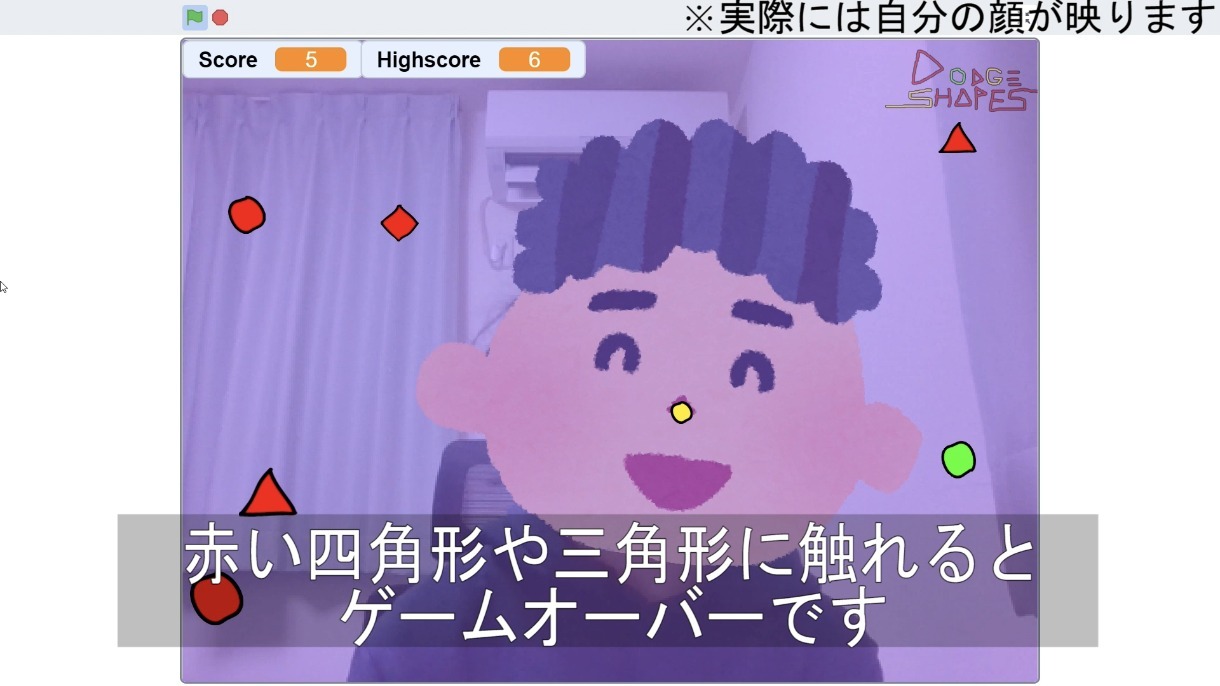 ※実際には自分の顔が映ります
Score 5 Highscore 6
DODGE
SHAPES
赤い四角形や三角形に触れると
ゲームオーバーです